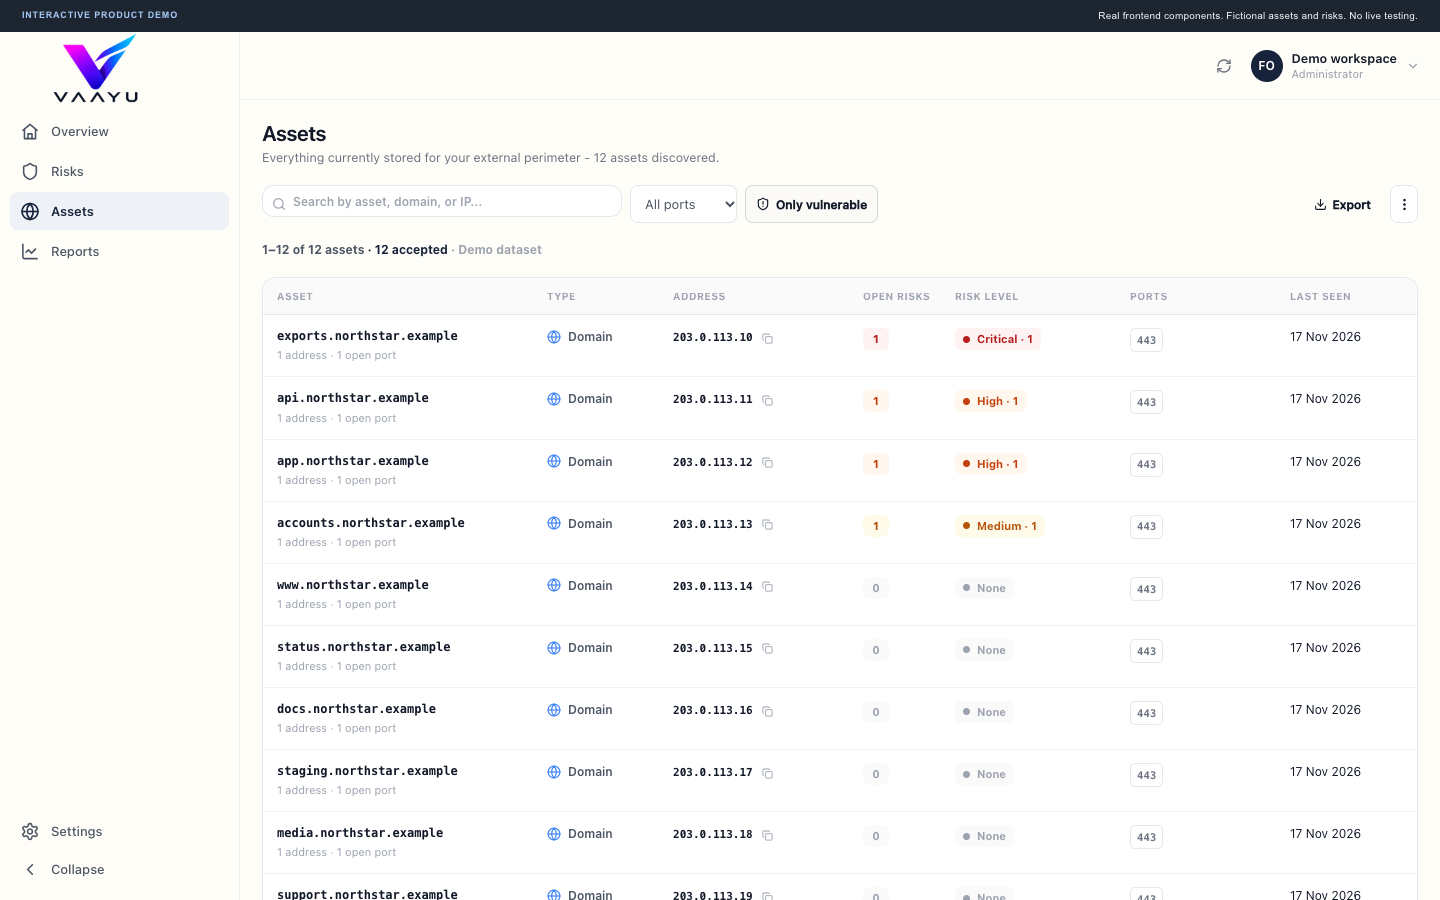 INTERACTIVE PRODUCT DEMO
Real frontend components. Fictional assets and risks. No live testing.
VAAYU
FO
Demo workspace
Administrator
Overview
Risks
Assets
Reports
Settings
Collapse
Assets
Everything currently stored for your external perimeter - 12 assets discovered.
Search by asset, domain, or IP...
All ports
Only vulnerable
Export
1–12 of 12 assets · 12 accepted · Demo dataset
ASSET TYPE ADDRESS OPEN RISKS RISK LEVEL PORTS LAST SEEN
exports.northstar.example Domain 203.0.113.10 1 Critical · 1 443 17 Nov 2026
1 address · 1 open port
api.northstar.example Domain 203.0.113.11 1 High · 1 443 17 Nov 2026
1 address · 1 open port
app.northstar.example Domain 203.0.113.12 1 High · 1 443 17 Nov 2026
1 address · 1 open port
accounts.northstar.example Domain 203.0.113.13 1 Medium · 1 443 17 Nov 2026
1 address · 1 open port
www.northstar.example Domain 203.0.113.14 0 None 443 17 Nov 2026
1 address · 1 open port
status.northstar.example Domain 203.0.113.15 0 None 443 17 Nov 2026
1 address · 1 open port
docs.northstar.example Domain 203.0.113.16 0 None 443 17 Nov 2026
1 address · 1 open port
staging.northstar.example Domain 203.0.113.17 0 None 443 17 Nov 2026
1 address · 1 open port
media.northstar.example Domain 203.0.113.18 0 None 443 17 Nov 2026
1 address · 1 open port
support.northstar.example Domain 203.0.113.19 0 None 443 17 Nov 2026